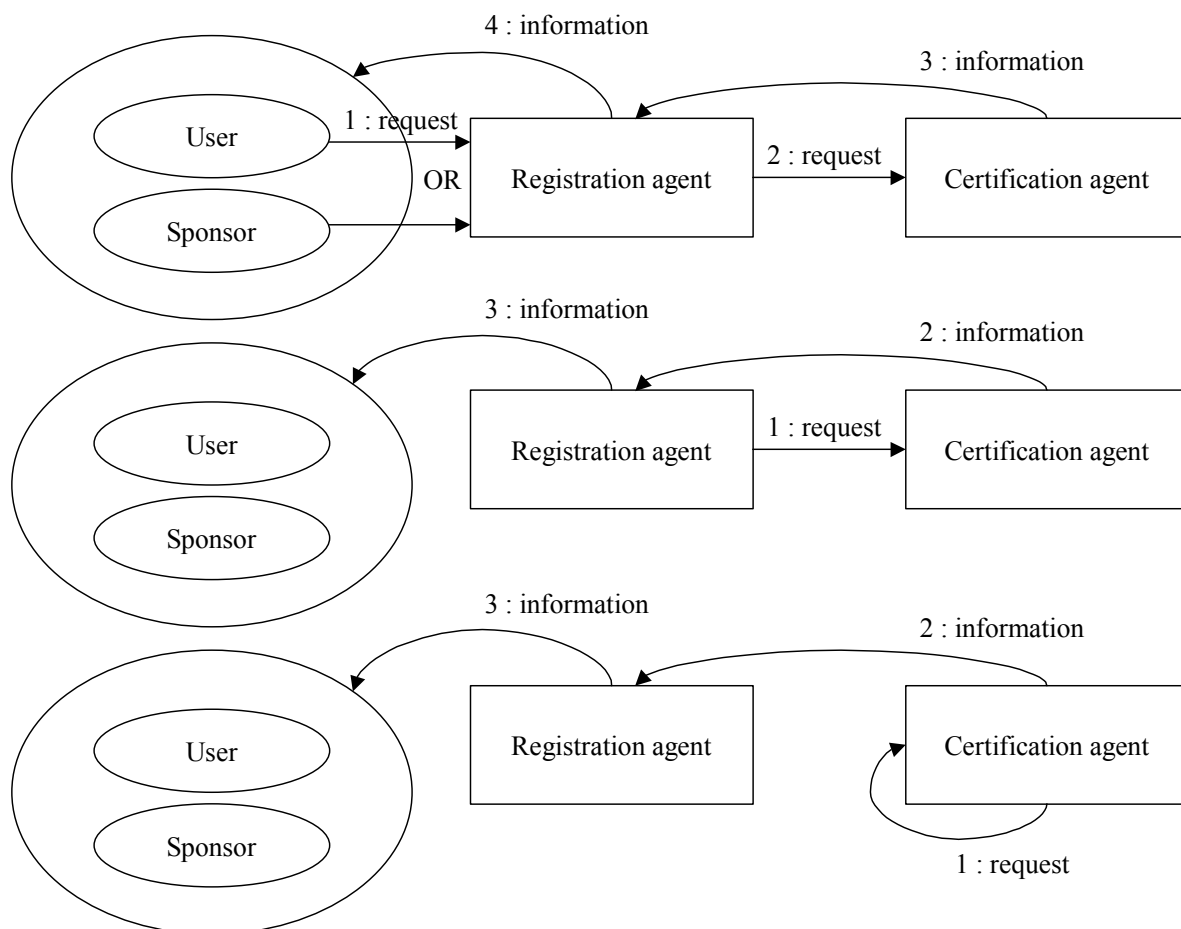 4 : information
3 : information
User
1 : request
2 : request
OR
Registration agent
Certification agent
Sponsor
3 : information
2 : information
User
1 : request
Registration agent
Certification agent
Sponsor
3 : information
2 : information
User
Registration agent
Certification agent
Sponsor
1 : request